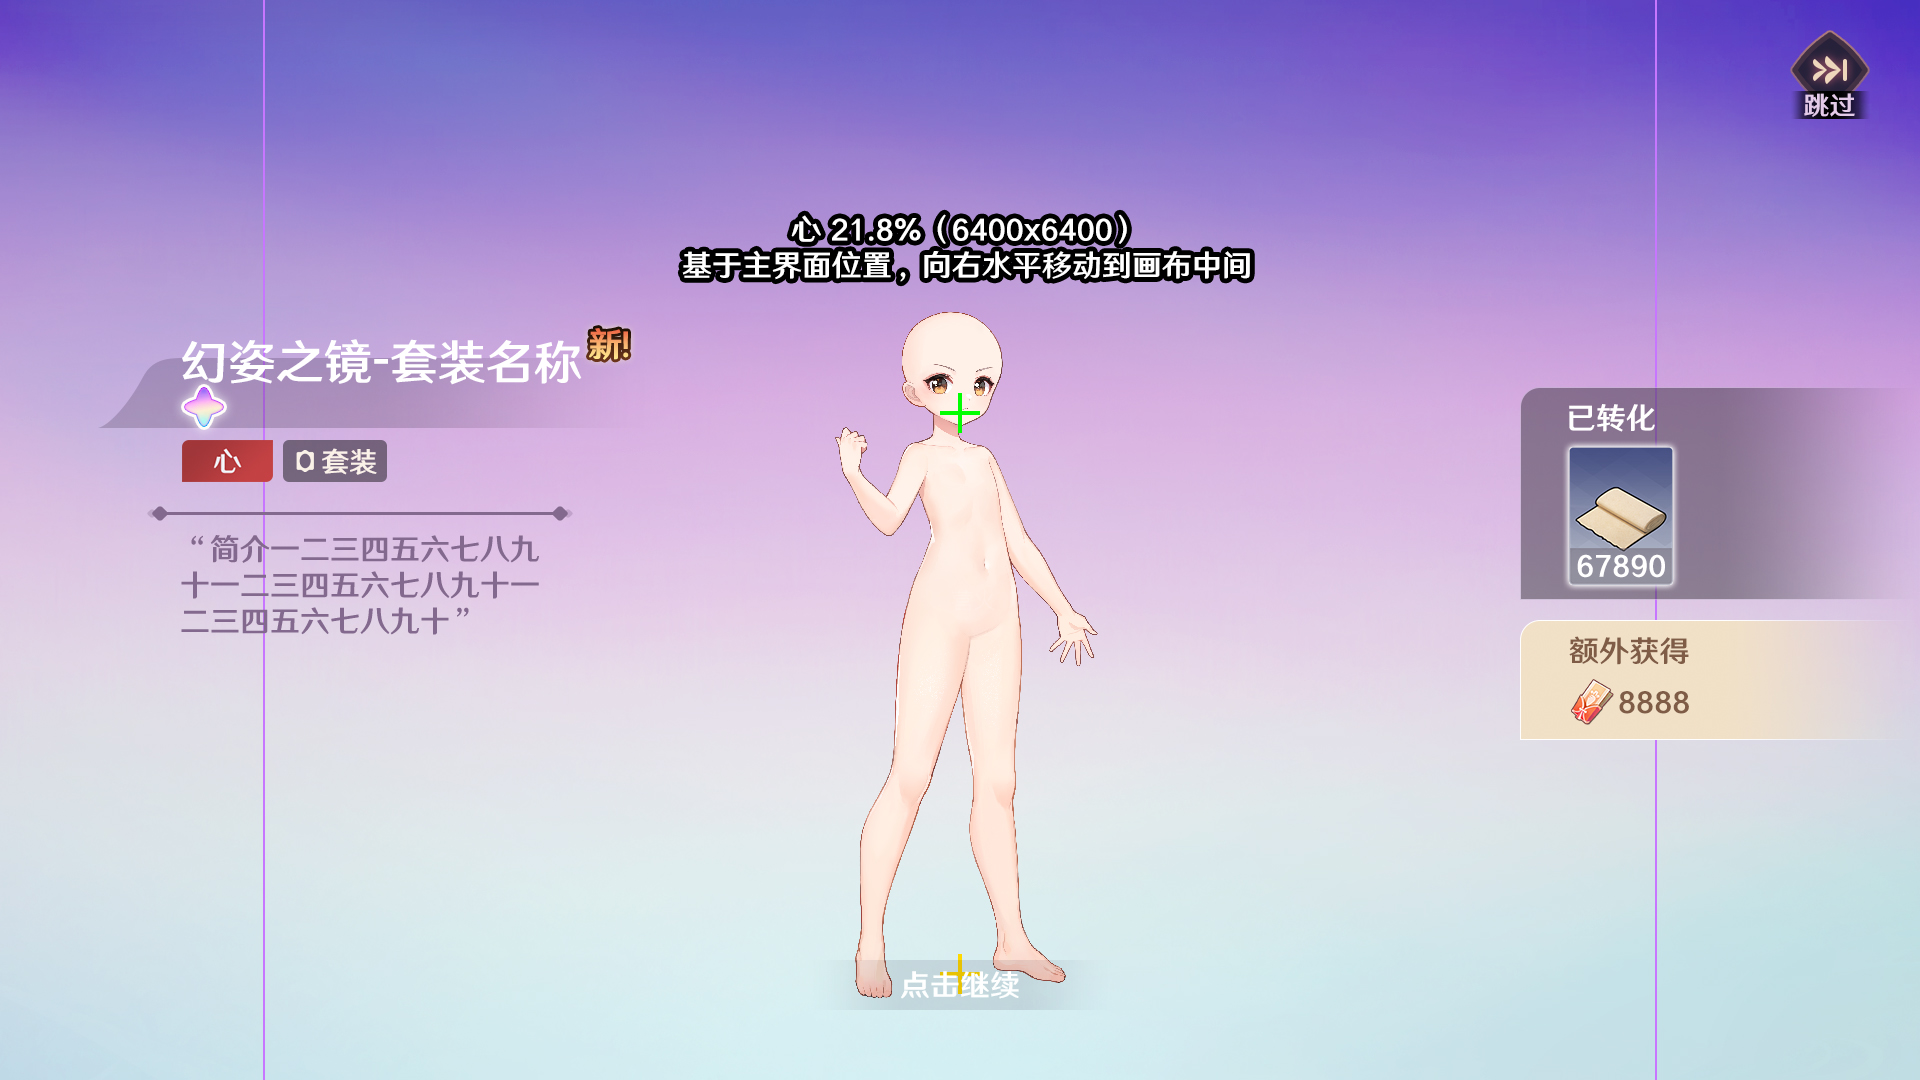 跳过
心 21.8%（6400x6400）
基于主界面位置，向右水平移动到画布中间
幻姿之镜-套装名称
新!
心
套装
“简介一二三四五六七八九
十一二三四五六七八九十一
二三四五六七八九十”
已转化
67890
额外获得
8888
点击继续